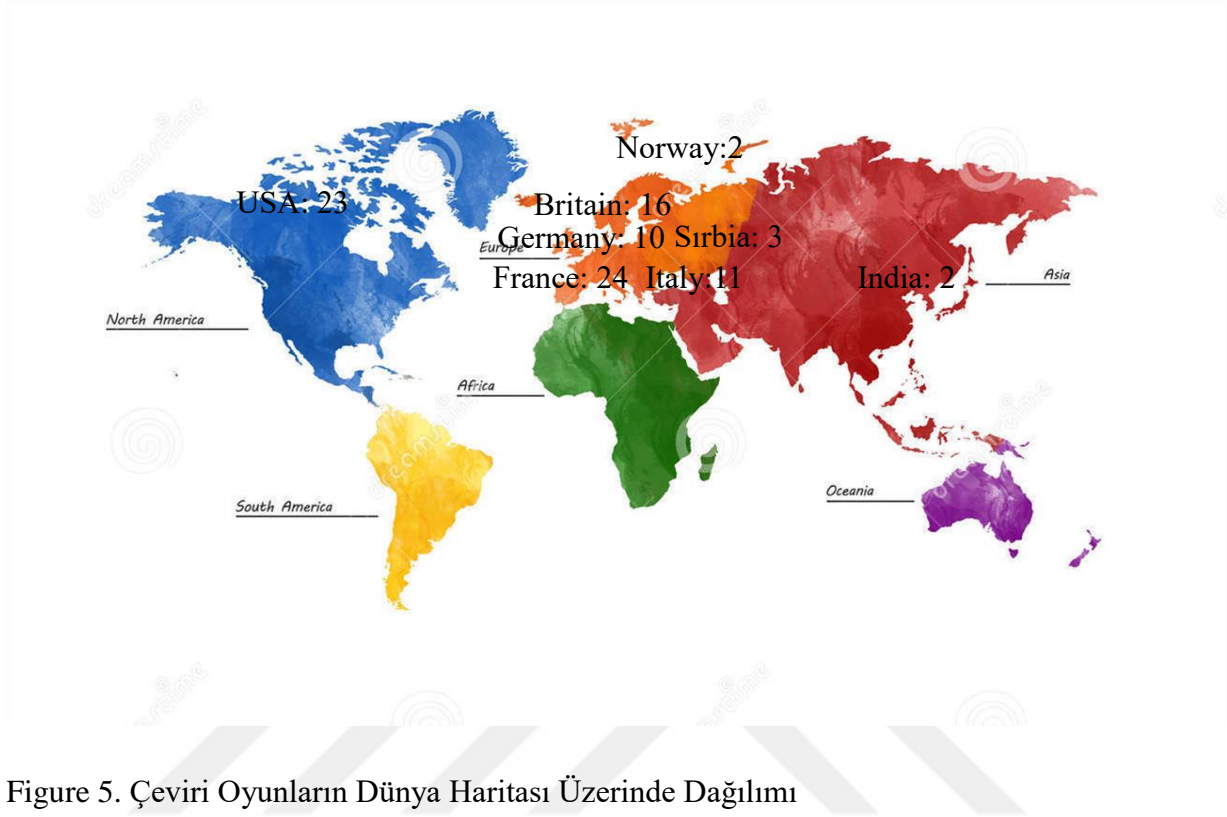 Norway:2
USA: 23
Britain: 16
Europe
Germany: 10 Sırbia: 3
France: 24 Italy:11
India: 2
Asia
North America
Africa
South America
Oceania
dreamstime
Figure 5. Çeviri Oyunların Dünya Haritası Üzerinde Dağılımı